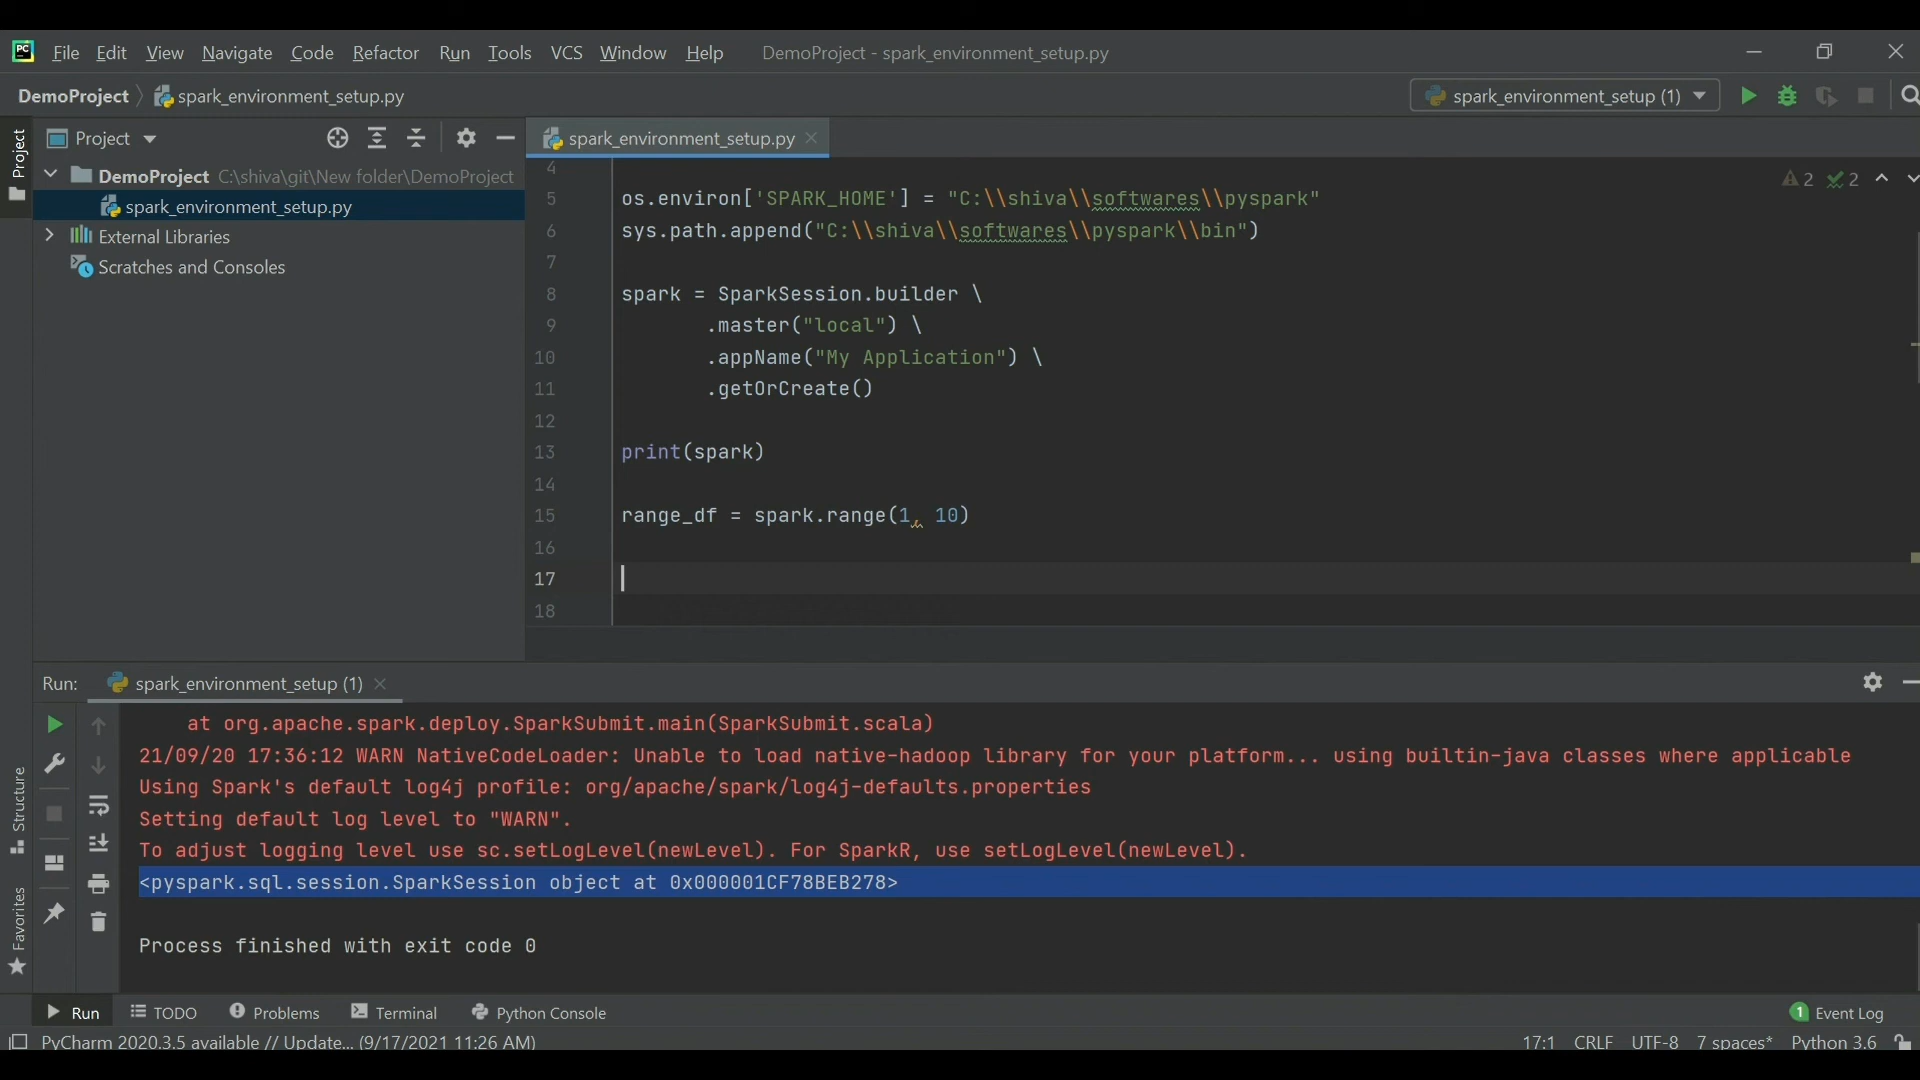 PC File Edit View Navigate Code Refactor Run Tools VCS Window Help DemoProject - spark_environment_setup.py
DemoProject spark_environment_setup.py spark_environment_setup (1)
Project
Project
spark_environment_setup.py
DemoProject C:\shiva\git\New folder\DemoProject
spark_environment_setup.py
External Libraries
Scratches and Consoles
4
5 os.environ['SPARK_HOME'] = "C:\\shiva\\softwares\\pyspark"
6 sys.path.append("C:\\shiva\\softwares\\pyspark\\bin")
7
8 spark = SparkSession.builder \
9 .master("local") \
10 .appName("My Application") \
11 .getOrCreate()
12
13 print(spark)
14
15 range_df = spark.range(1, 10)
16
17
18
2 2
Run: spark_environment_setup (1)
at org.apache.spark.deploy.SparkSubmit.main(SparkSubmit.scala)
21/09/20 17:36:12 WARN NativeCodeLoader: Unable to load native-hadoop library for your platform... using builtin-java classes where applicable
Using Spark's default log4j profile: org/apache/spark/log4j-defaults.properties
Setting default log level to "WARN".
To adjust logging level use sc.setLogLevel(newLevel). For SparkR, use setLogLevel(newLevel).
<pyspark.sql.session.SparkSession object at 0x000001CF78BEB278>
Process finished with exit code 0
Structure
Favorites
Run TODO Problems Terminal Python Console 1 Event Log
PyCharm 2020.3.5 available // Update... (9/17/2021 11:26 AM) 17:1 CRLF UTF-8 7 spaces* Python 3.6